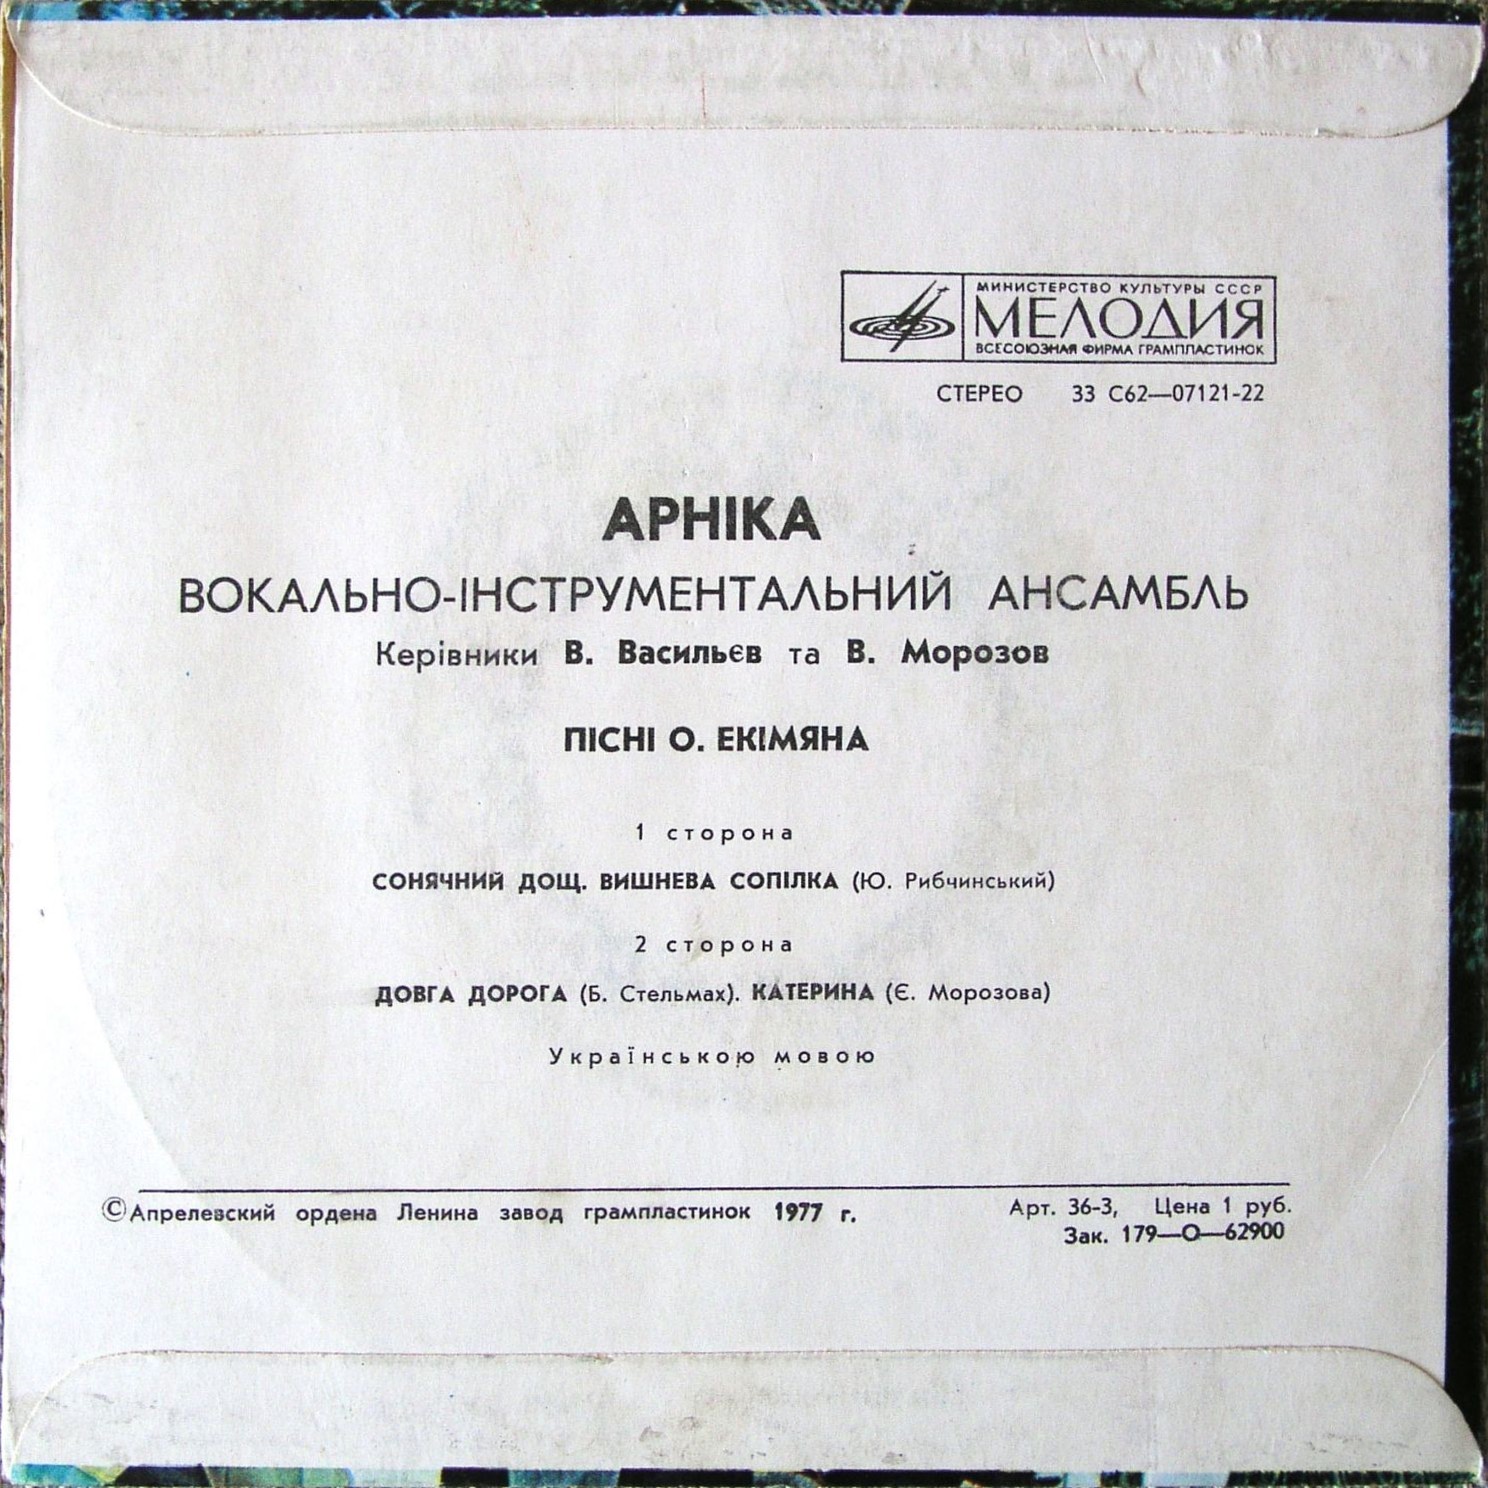 МИНИСТЕРСТВО КУЛЬТУРЫ СССР
МЕЛОДИЯ
ВСЕСОЮЗНАЯ ФИРМА ГРАМПЛАСТИНОК
СТЕРЕО 33 С62—07121-22
АРНІКА
ВОКАЛЬНО-ІНСТРУМЕНТАЛЬНИЙ АНСАМБЛЬ
Керівники В. Васильєв та В. Морозов
ПІСНІ О. ЕКІМЯНА
1 сторона
СОНЯЧНИЙ ДОЩ. ВИШНЕВА СОПІЛКА (Ю. Рибчинський)
2 сторона
ДОВГА ДОРОГА (Б. Стельмах). КАТЕРИНА (Є. Морозова)
Українською мовою
©Апрелевский ордена Ленина завод грампластинок 1977 г. Арт. 36-3, Цена 1 руб.
Зак. 179—О—62900